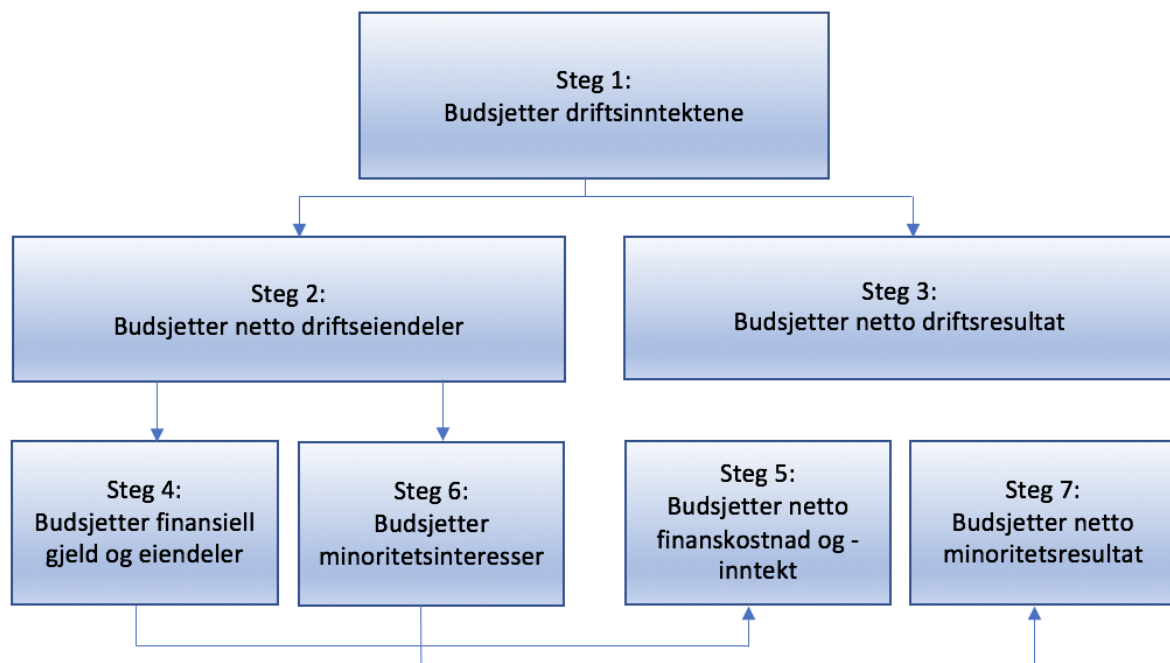 Steg 1:
Budsjetter driftsinntektene
Steg 2:
Budsjetter netto driftseiendeler
Steg 3:
Budsjetter netto driftsresultat
Steg 4:
Budsjetter finansiell
gjeld og eiendeler
Steg 6:
Budsjetter
minoritetsinteresser
Steg 5:
Budsjetter netto
finanskostnad og -
inntekt
Steg 7:
Budsjetter netto
minoritetsresultat